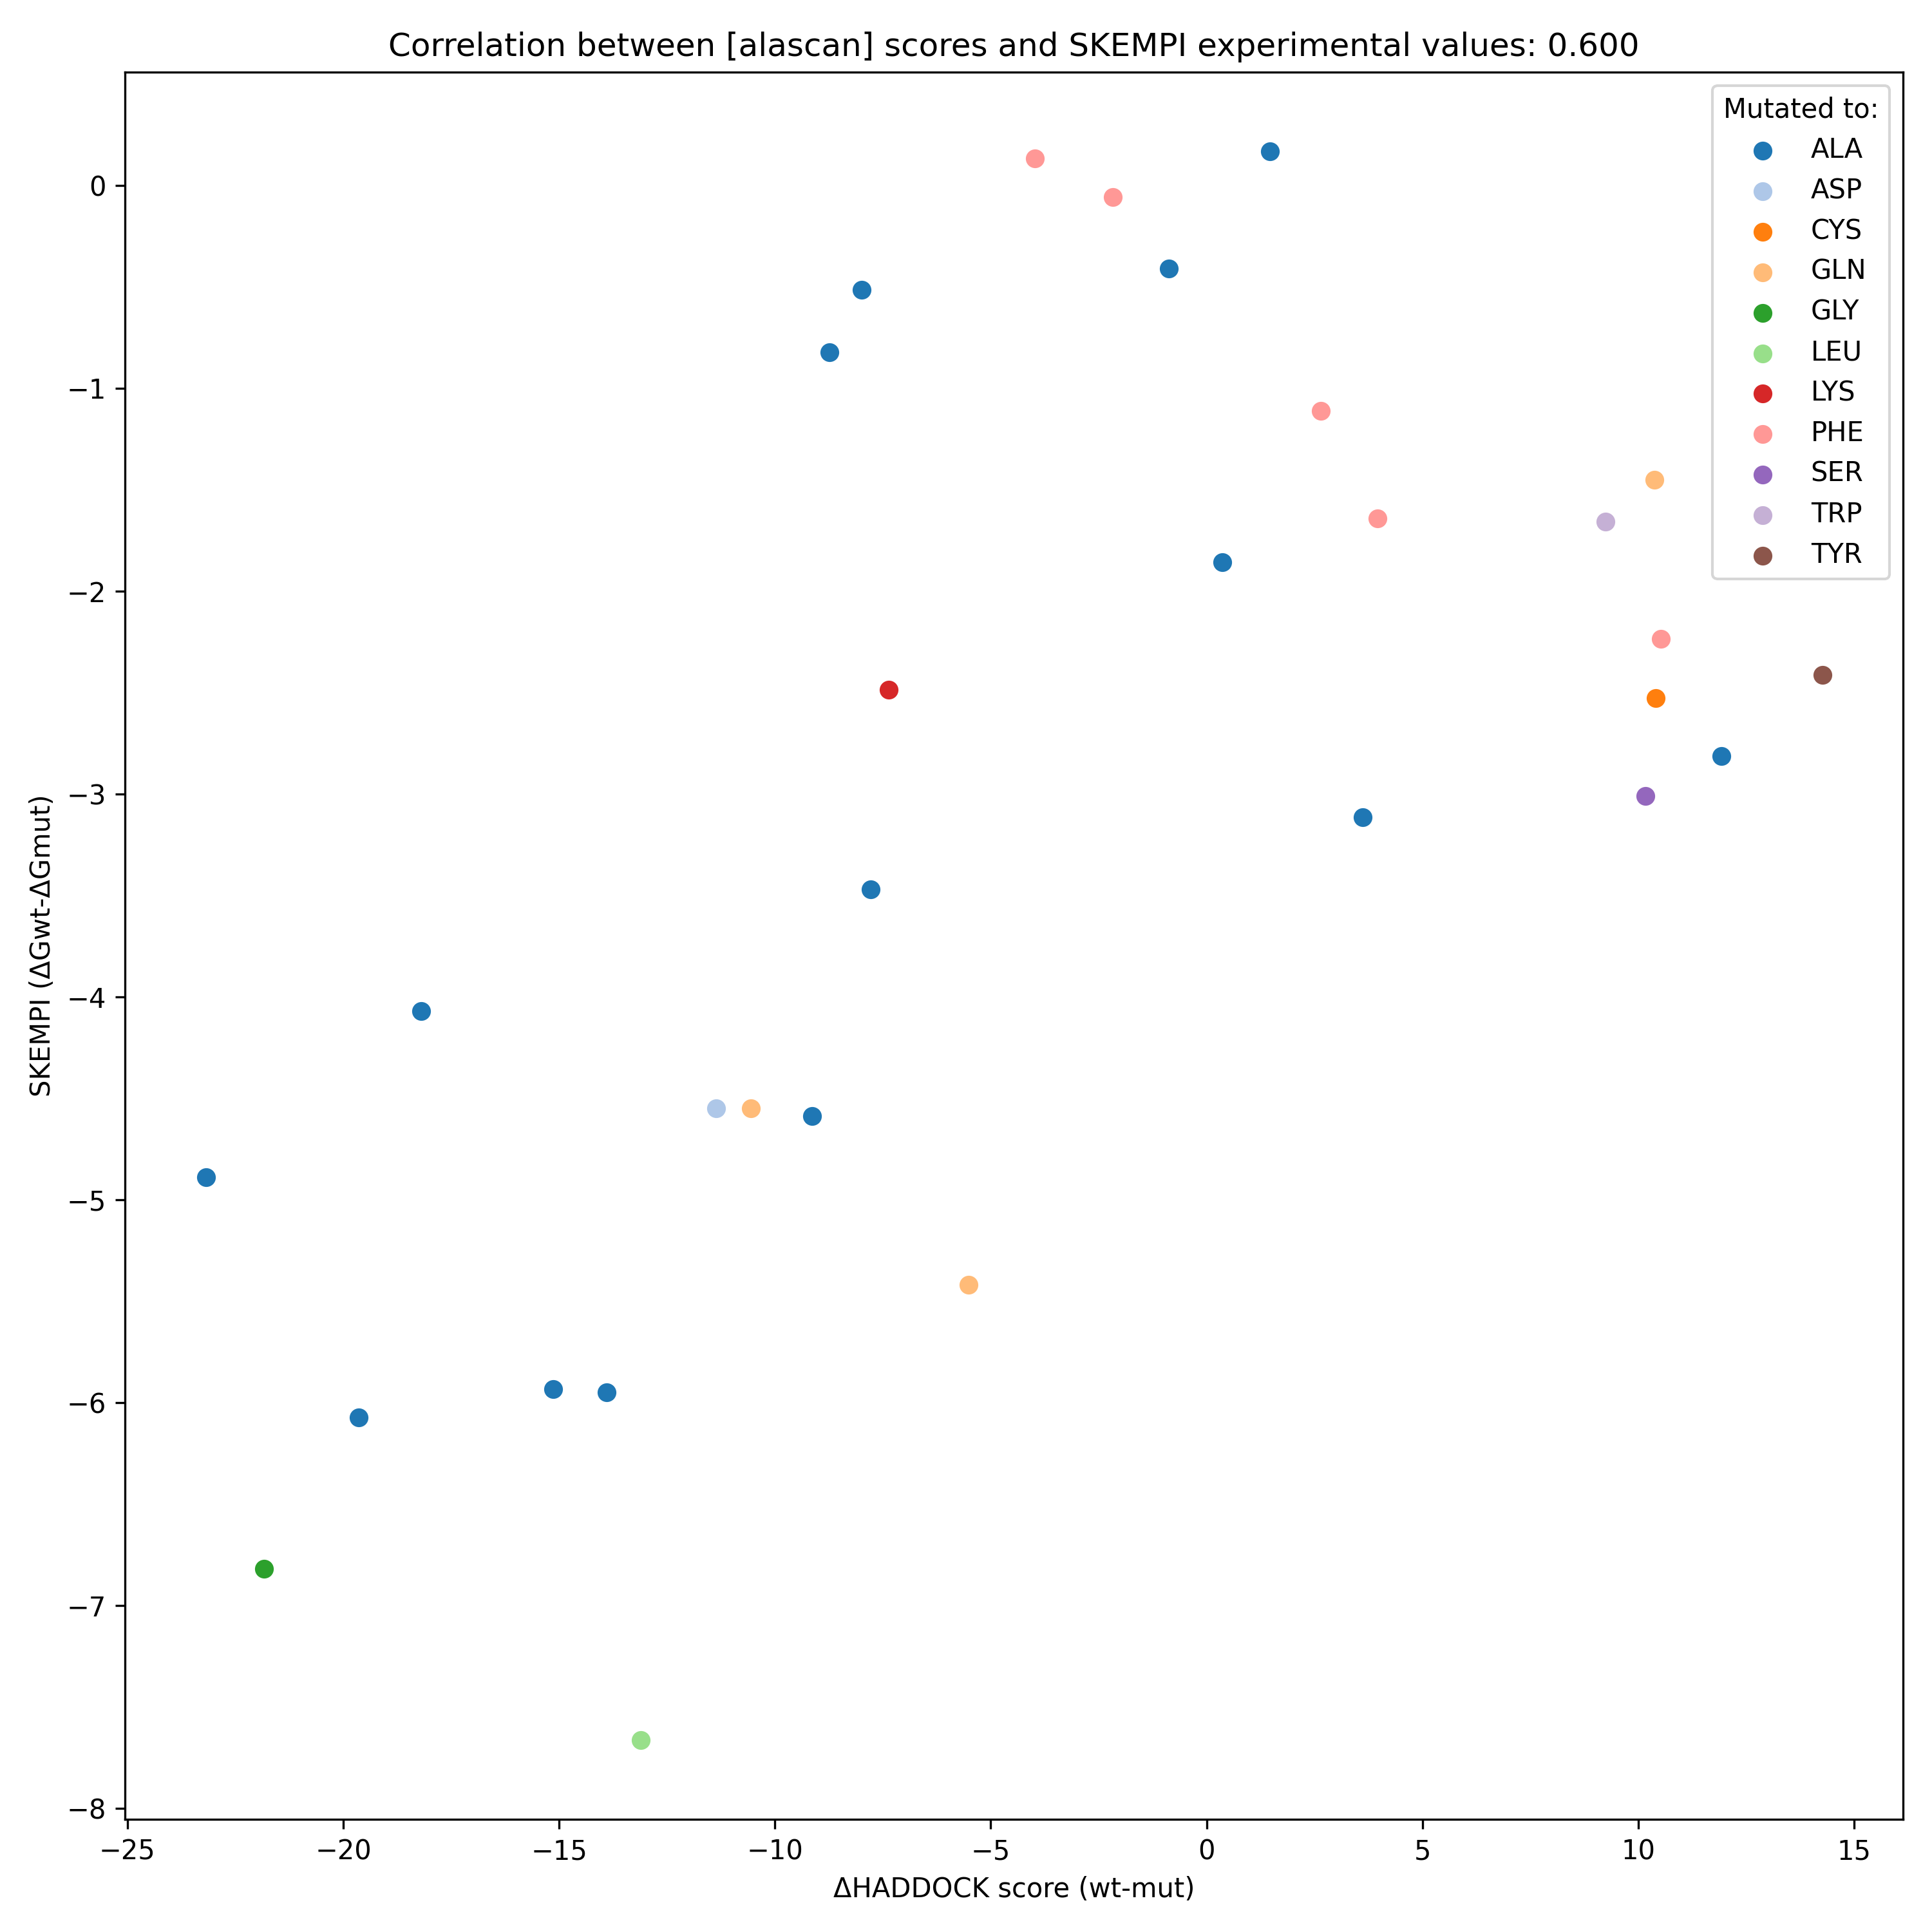 Correlation between [alascan] scores and SKEMPI experimental values: 0.600
Mutated to:
ALA
ASP
CYS
GLN
GLY
LEU
LYS
PHE
SER
TRP
TYR
SKEMPI (ΔGwt-ΔGmut)
0
−1
−2
−3
−4
−5
−6
−7
−8
−25 −20 −15 −10 −5 0 5 10 15
ΔHADDOCK score (wt-mut)